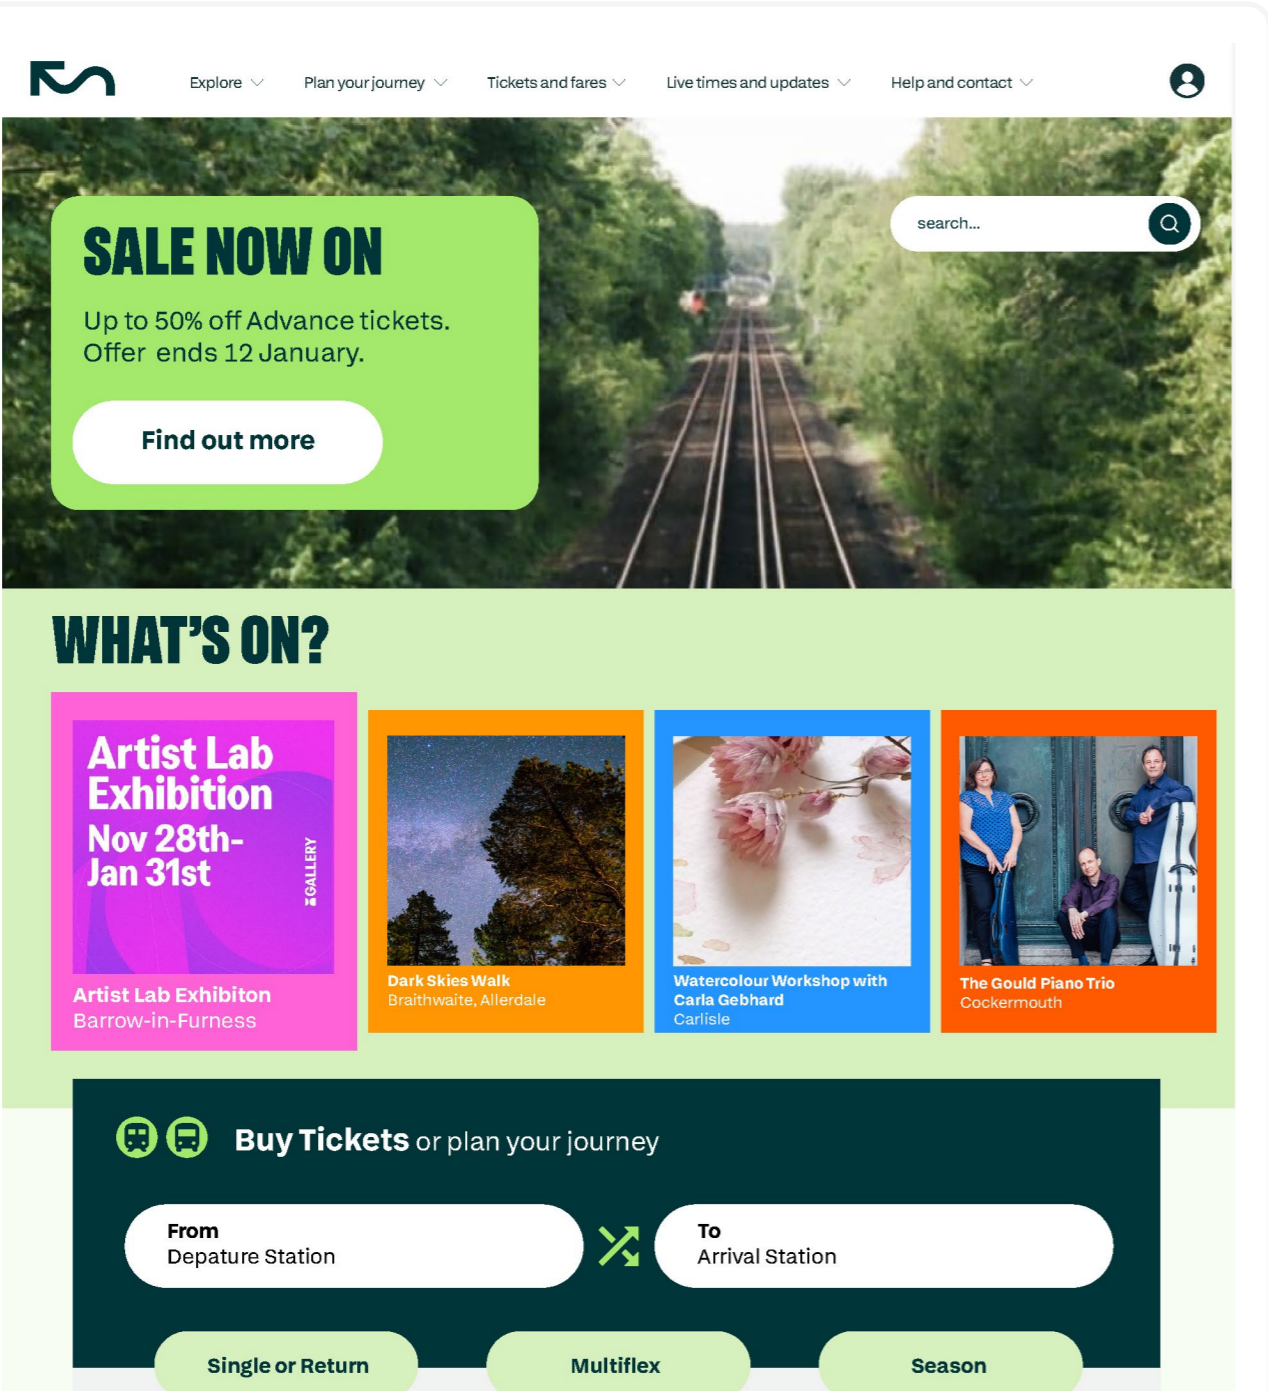 Explore
Plan your journey
Tickets and fares
Live times and updates
Help and contact
SALE NOW ON
Up to 50% off Advance tickets.
Offer ends 12 January.
Find out more
search...
WHAT'S ON?
Artist Lab
Exhibition
Nov 28th-
Jan 31st
GALLERY
Artist Lab Exhibiton
Barrow-in-Furness
Dark Skies Walk
Braithwaite, Allerdale
Watercolour Workshop with
Carla Gebhard
Carlisle
The Gould Piano Trio
Cockermouth
Buy Tickets or plan your journey
From
Depature Station
To
Arrival Station
Single or Return
Multiflex
Season